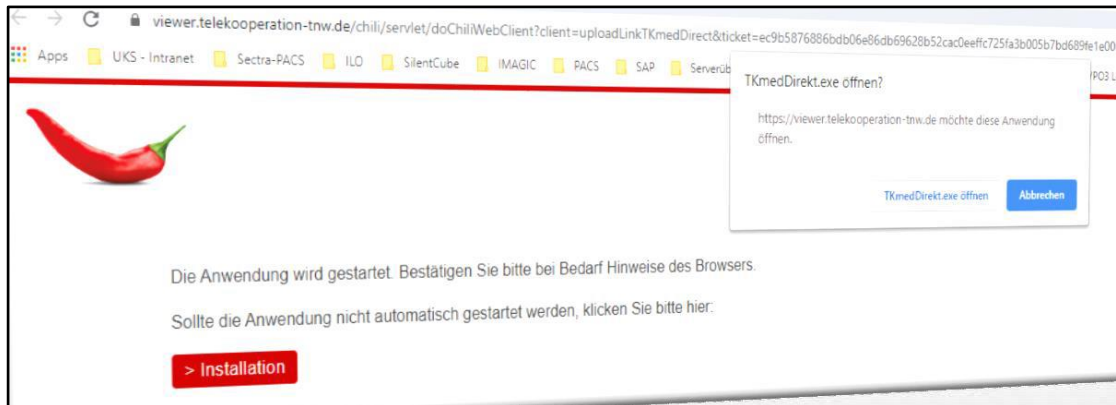 viewer.telekooperation-tnw.de/chili/servlet/doChiliWebClient?client=uploadLinkTKmedDirect&ticket=ec9b5876886bdb06e86db69628b52cac0eeffc725fa3b005b7bd689fe1e00
Apps UKS - Intranet Sectra-PACS ILO SilentCube IMAGIC PACS SAP Serverüb
/PO3 L
TKmedDirekt.exe öffnen?
https://viewer.telekooperation-tnw.de möchte diese Anwendung
öffnen.
TKmedDirekt.exe öffnen Abbrechen
Die Anwendung wird gestartet. Bestätigen Sie bitte bei Bedarf Hinweise des Browsers.
Sollte die Anwendung nicht automatisch gestartet werden, klicken Sie bitte hier:
> Installation